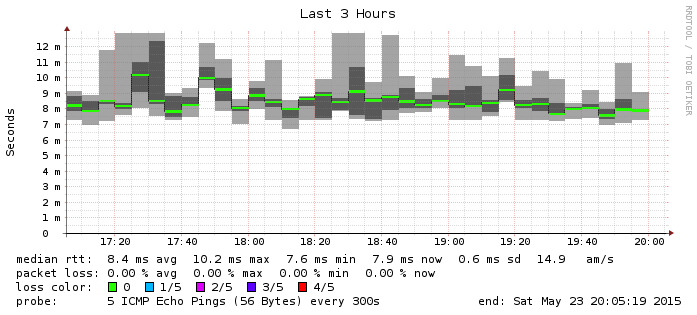 Last 3 Hours
RRDTOOL / TOBI OETIKER
Seconds
12 m
11 m
10 m
9 m
8 m
7 m
6 m
5 m
4 m
3 m
2 m
1 m
0
17:20 17:40 18:00 18:20 18:40 19:00 19:20 19:40 20:00
median rtt: 8.4 ms avg 10.2 ms max 7.6 ms min 7.9 ms now 0.6 ms sd 14.9 am/s
packet loss: 0.00 % avg 0.00 % max 0.00 % min 0.00 % now
loss color: 0 1/5 2/5 3/5 4/5
probe: 5 ICMP Echo Pings (56 Bytes) every 300s end: Sat May 23 20:05:19 2015